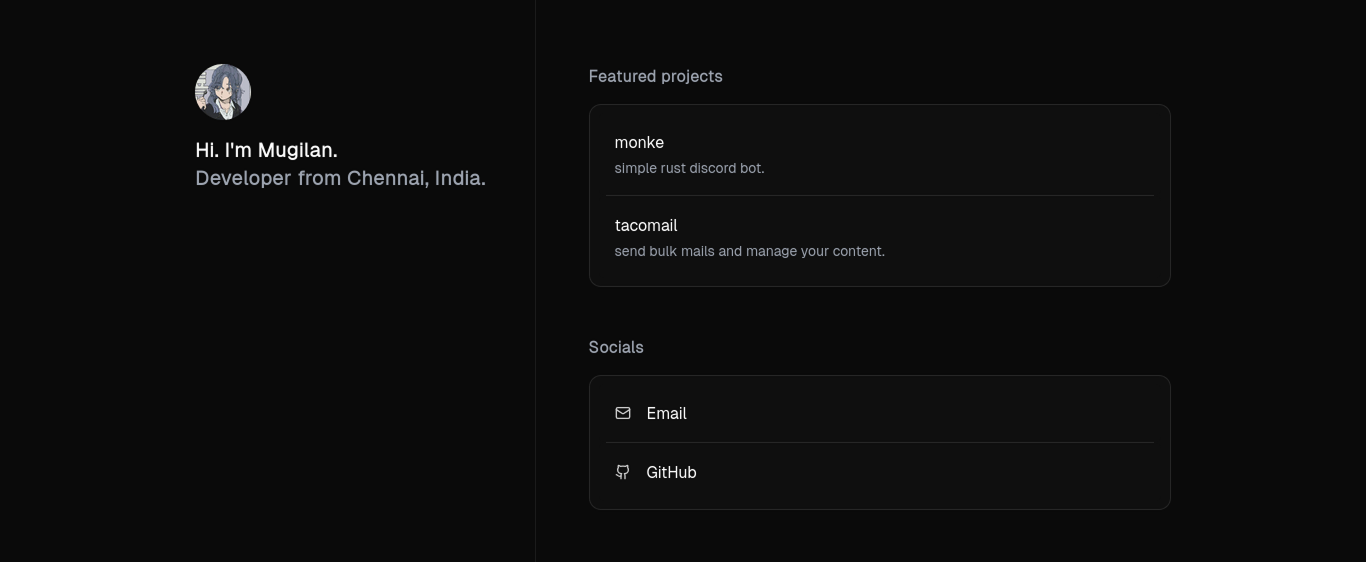 Hi. I'm Mugilan.
Developer from Chennai, India.
Featured projects
monke
simple rust discord bot.
tacomail
send bulk mails and manage your content.
Socials
Email
GitHub